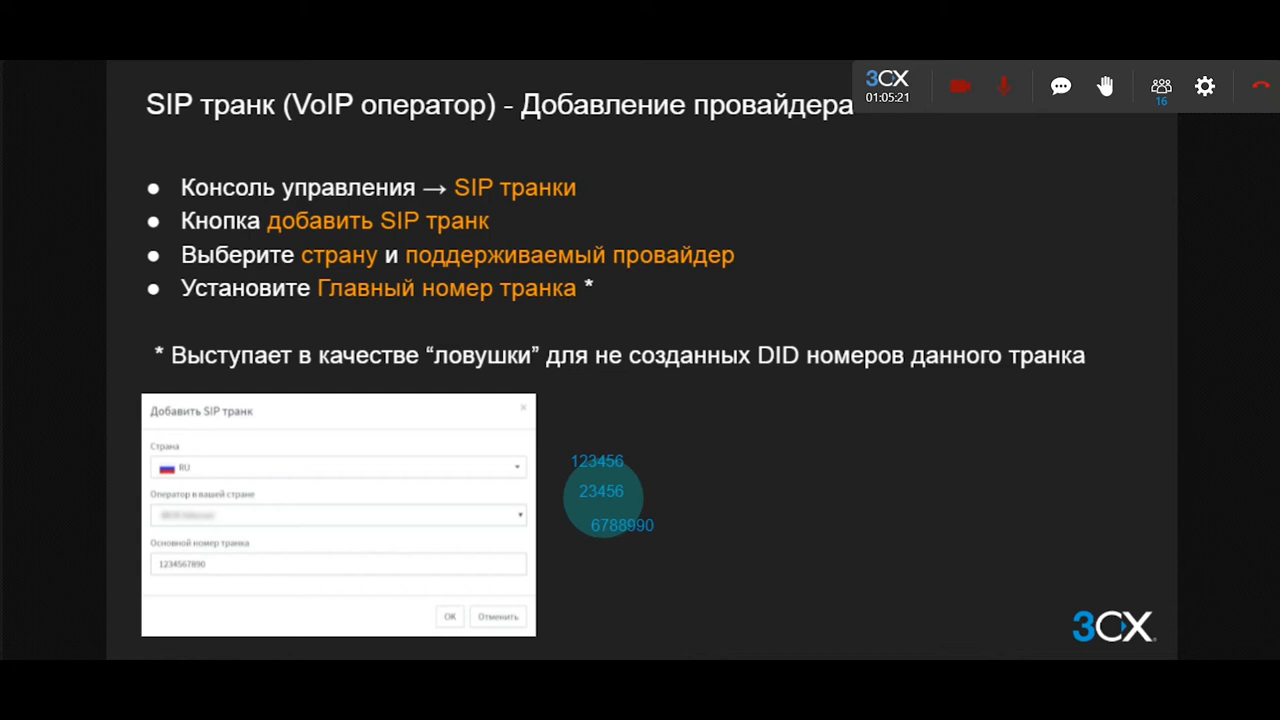 3CX
01:05:21
16
SIP транк (VoIP оператор) - Добавление провайдера
● Консоль управления → SIP транки
● Кнопка добавить SIP транк
● Выберите страну и поддерживаемый провайдер
● Установите Главный номер транка *
* Выступает в качестве “ловушки” для не созданных DID номеров данного транка
Добавить SIP транк ×
Страна
RU
Оператор в вашей стране
Основной номер транка
1234567890
OK Отменить
123456
23456
6788990
3CX